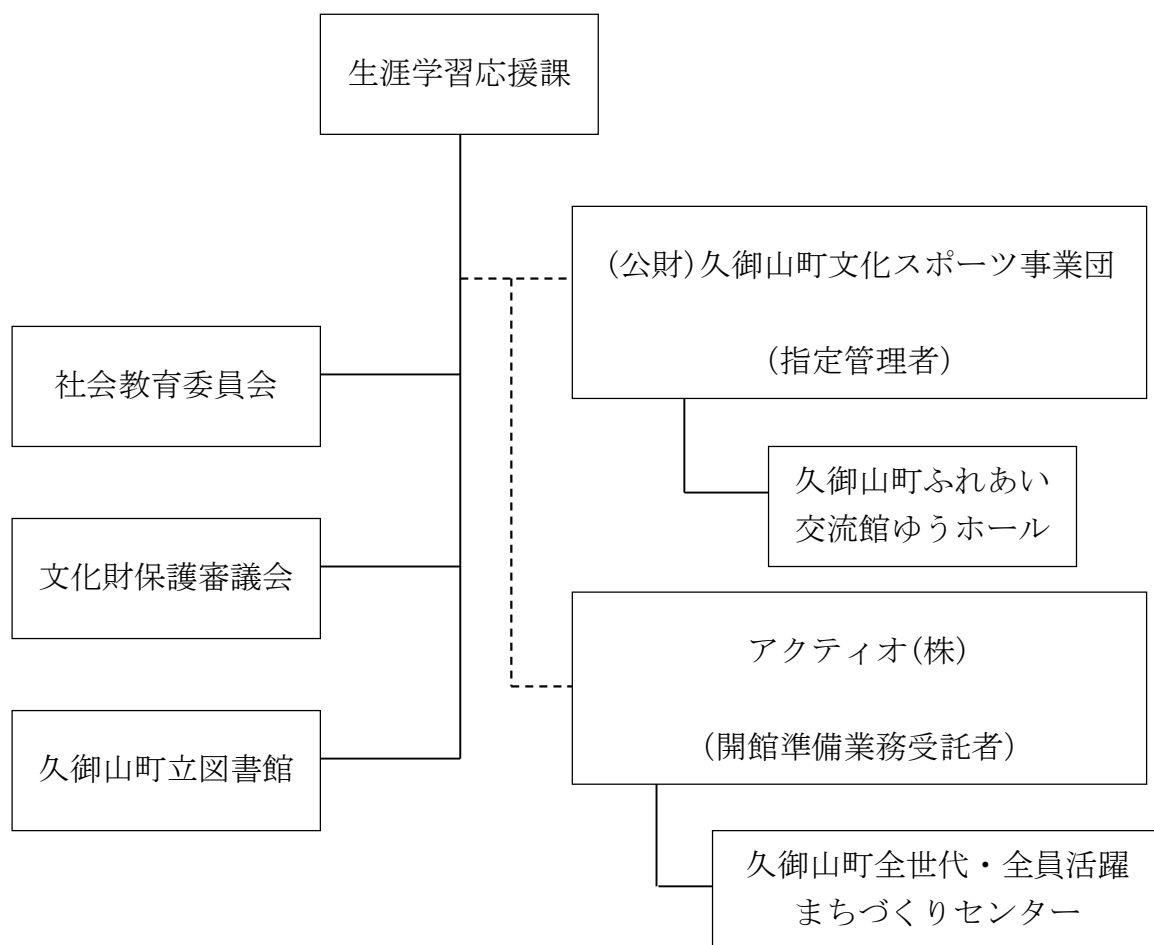 生涯学習応援課
(公財)久御山町文化スポーツ事業団
(指定管理者)
社会教育委員会
久御山町ふれあい
交流館ゆうホール
文化財保護審議会
アクティオ(株)
(開館準備業務受託者)
久御山町立図書館
久御山町全世代・全員活躍
まちづくりセンター